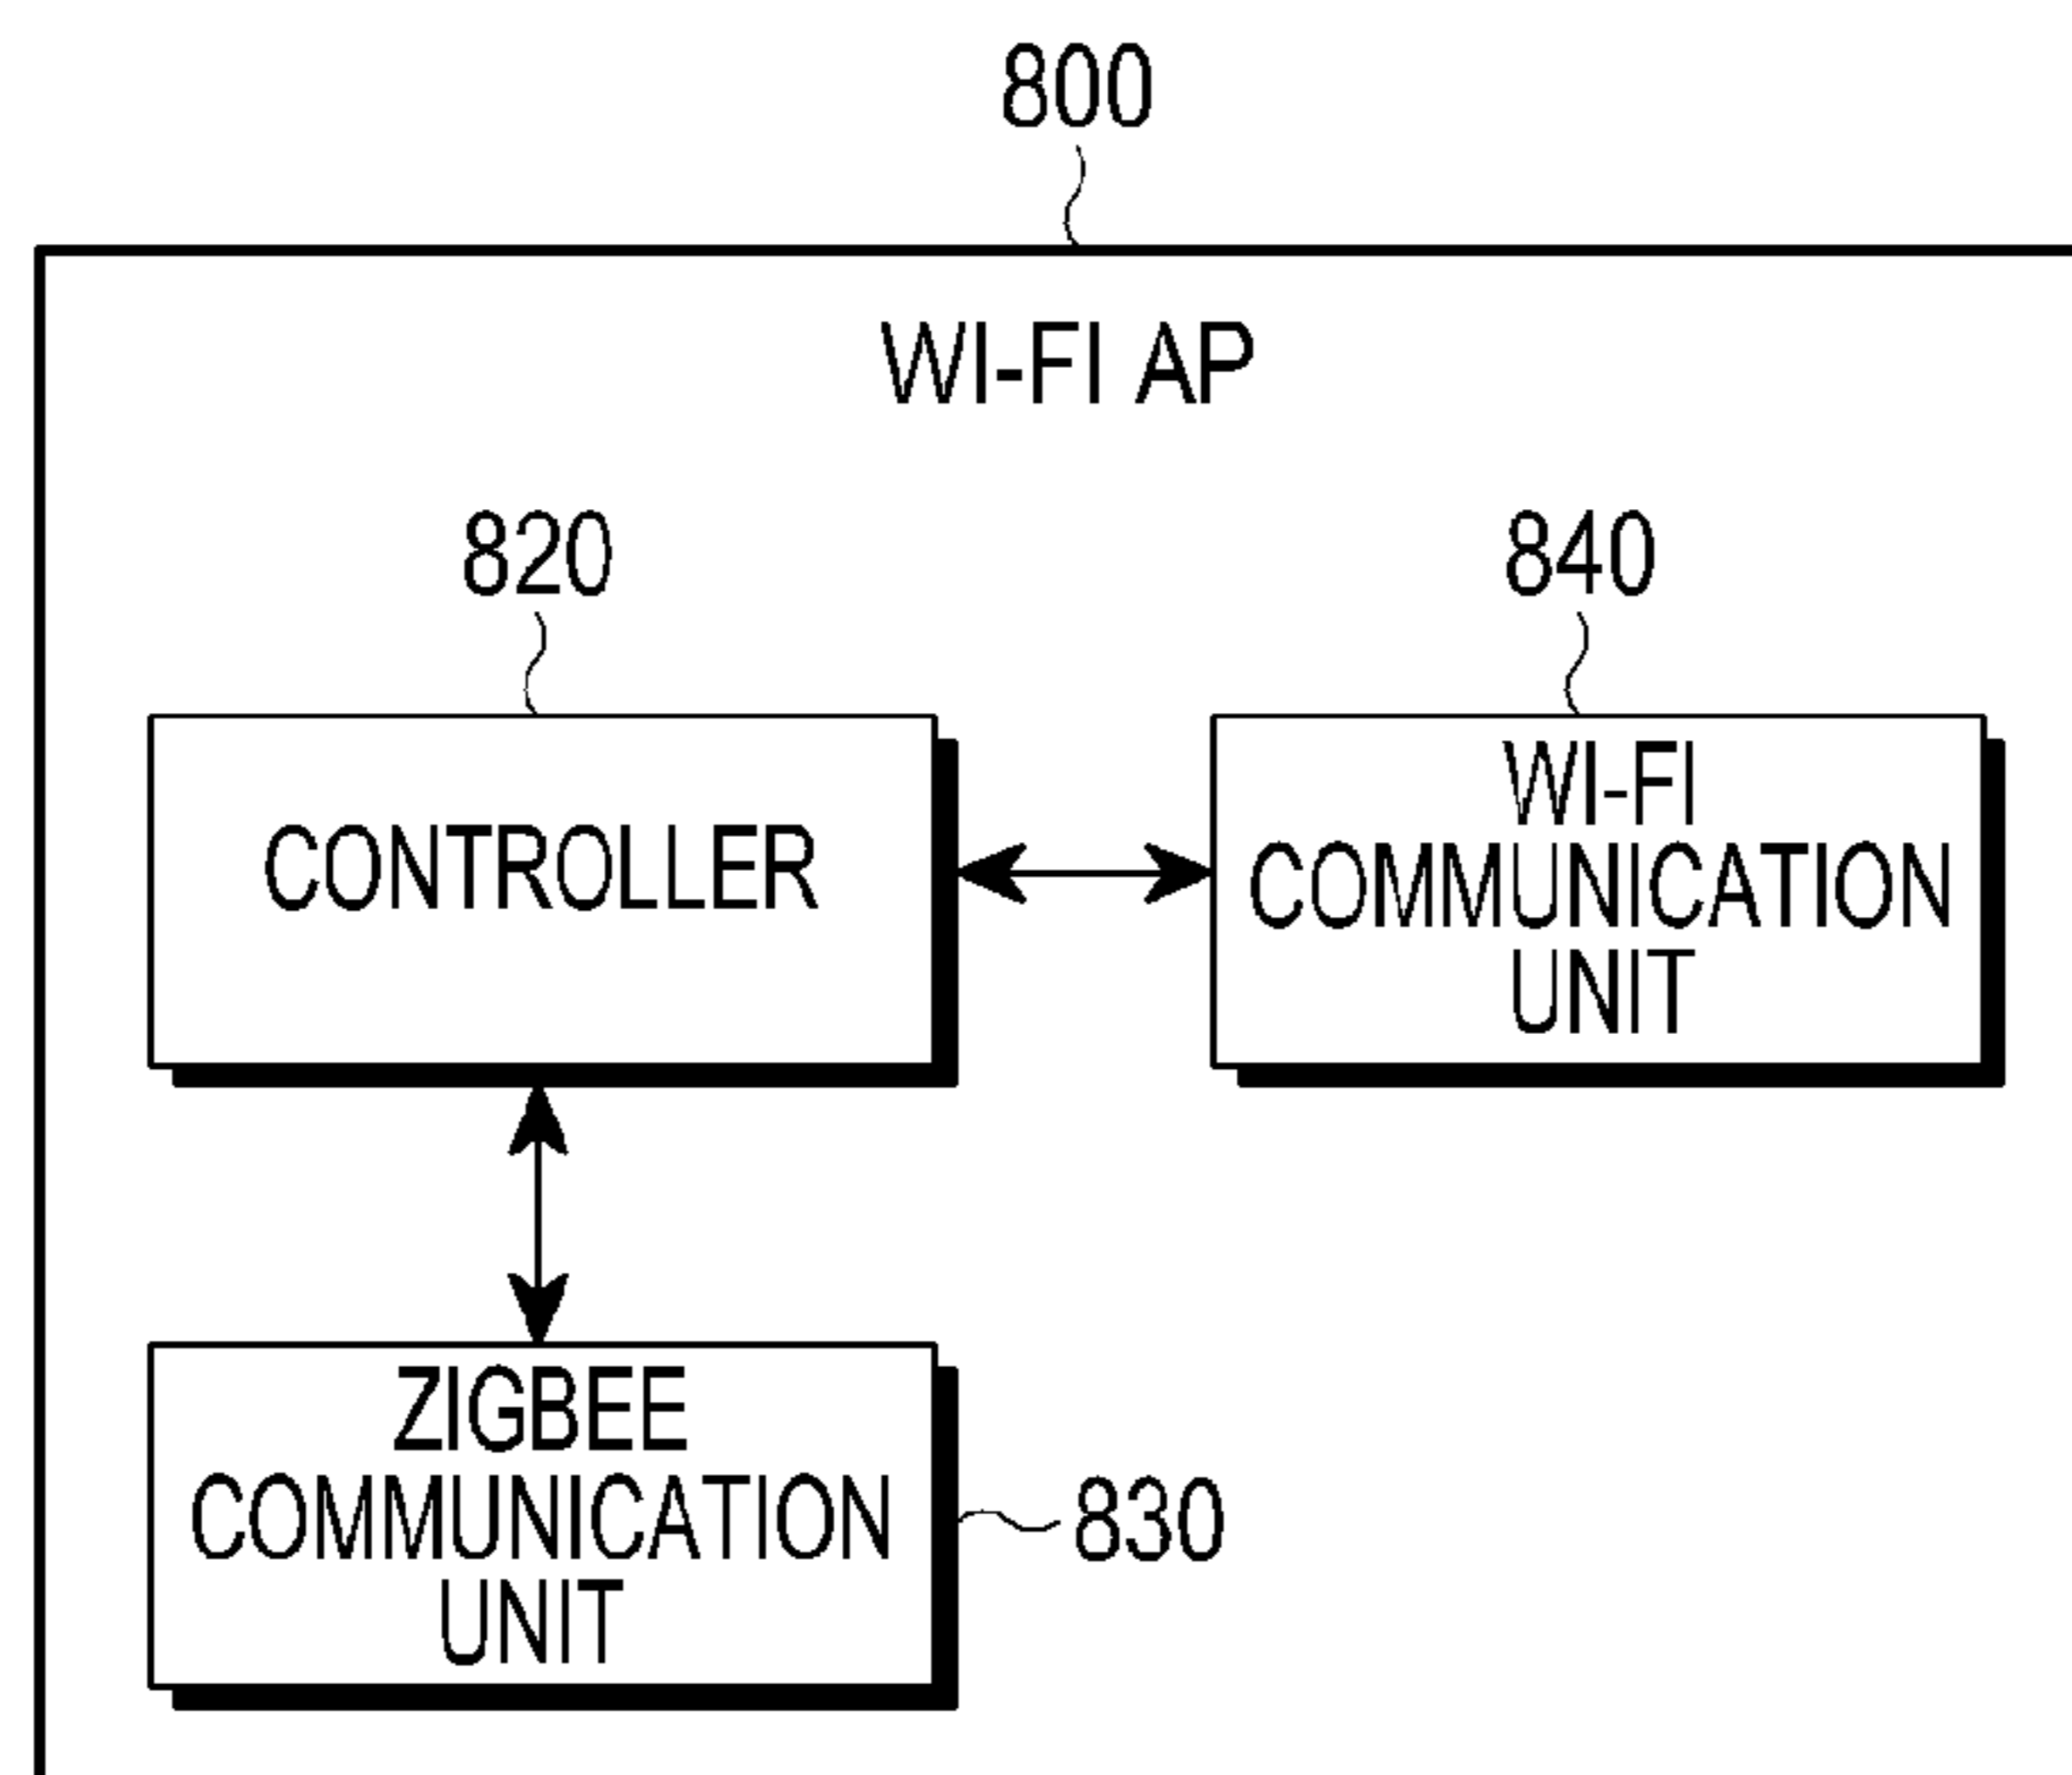 800
WI-FI AP
820
840
CONTROLLER
WI-FI
COMMUNICATION
UNIT
ZIGBEE
COMMUNICATION
UNIT
830